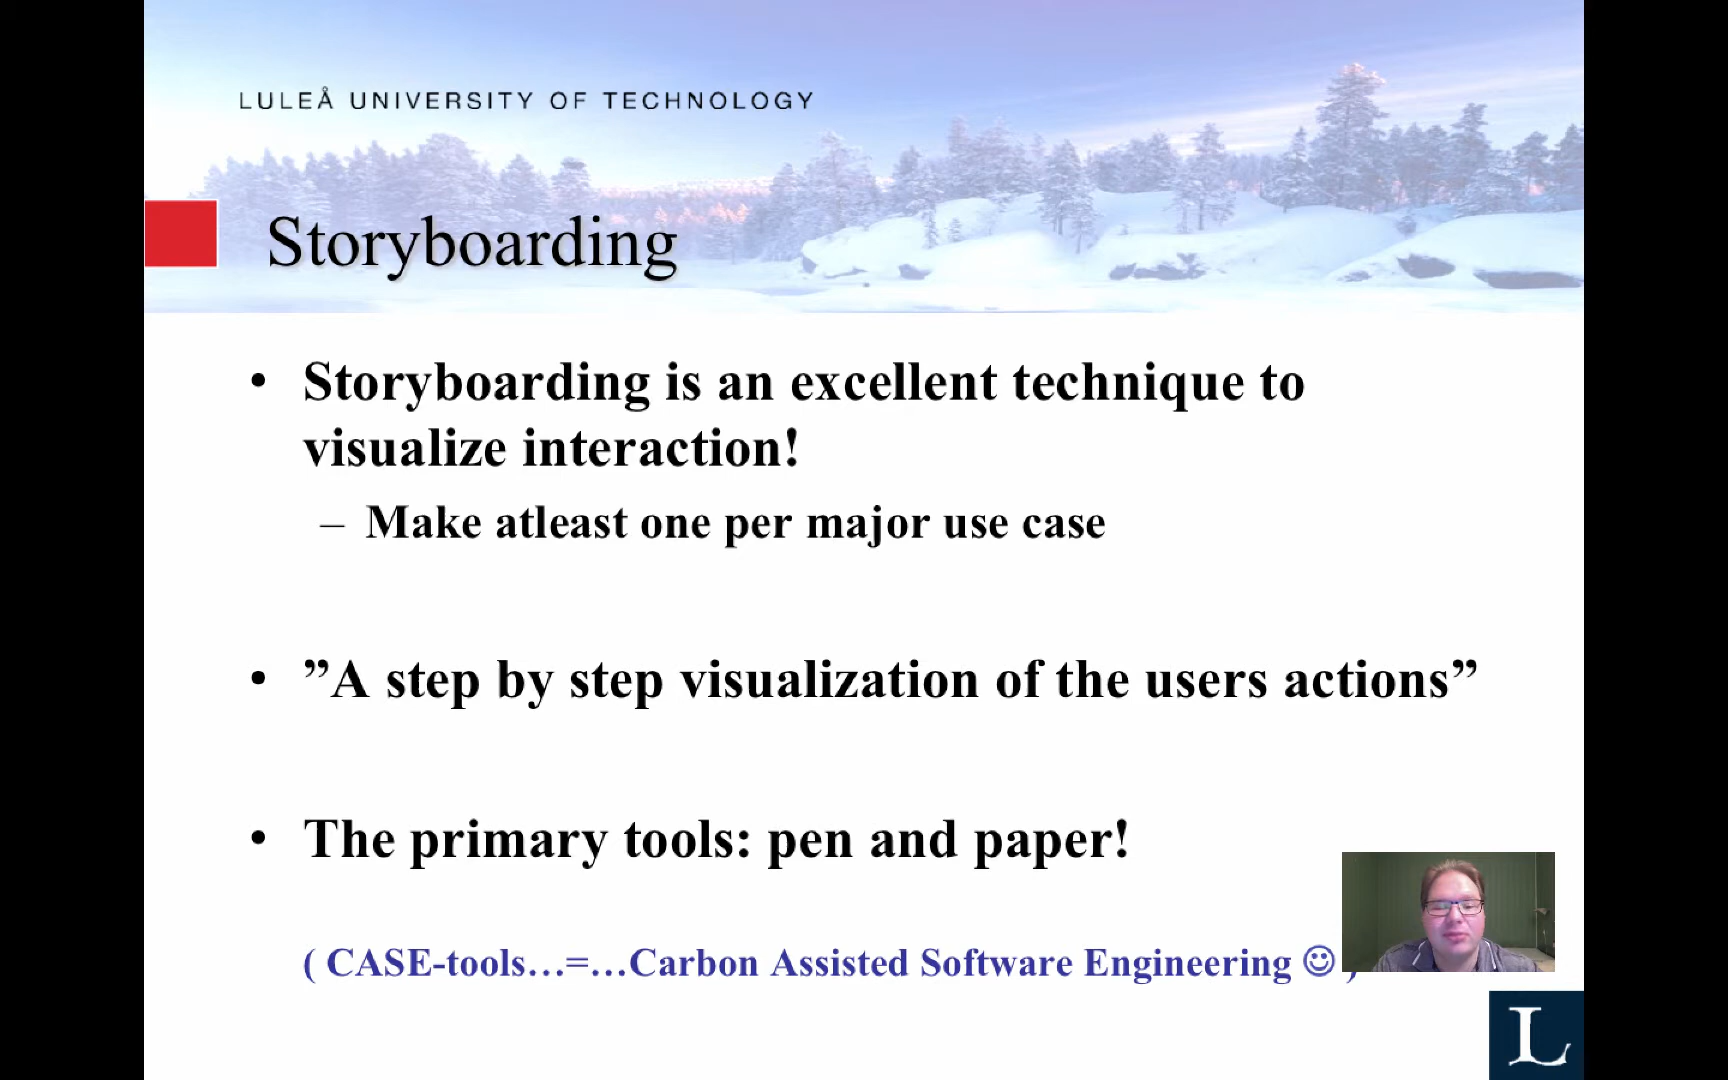 LULEÅ UNIVERSITY OF TECHNOLOGY
Storyboarding
• Storyboarding is an excellent technique to
visualize interaction!
– Make atleast one per major use case
• ”A step by step visualization of the users actions”
• The primary tools: pen and paper!
( CASE-tools…=…Carbon Assisted Software Engineering ☺ )
L